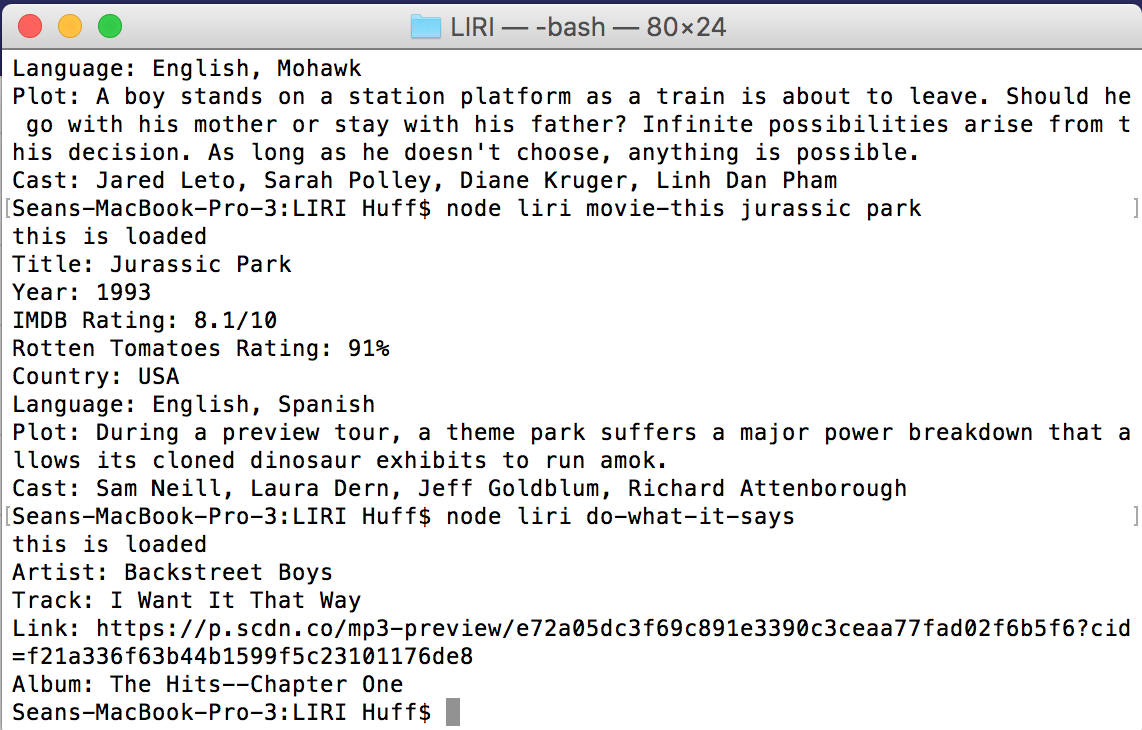 LIRI — -bash — 80×24
Language: English, Mohawk
Plot: A boy stands on a station platform as a train is about to leave. Should he
 go with his mother or stay with his father? Infinite possibilities arise from t
his decision. As long as he doesn't choose, anything is possible.
Cast: Jared Leto, Sarah Polley, Diane Kruger, Linh Dan Pham
[Seans-MacBook-Pro-3:LIRI Huff$ node liri movie-this jurassic park ]
this is loaded
Title: Jurassic Park
Year: 1993
IMDB Rating: 8.1/10
Rotten Tomatoes Rating: 91%
Country: USA
Language: English, Spanish
Plot: During a preview tour, a theme park suffers a major power breakdown that a
llows its cloned dinosaur exhibits to run amok.
Cast: Sam Neill, Laura Dern, Jeff Goldblum, Richard Attenborough
[Seans-MacBook-Pro-3:LIRI Huff$ node liri do-what-it-says ]
this is loaded
Artist: Backstreet Boys
Track: I Want It That Way
Link: https://p.scdn.co/mp3-preview/e72a05dc3f69c891e3390c3ceaa77fad02f6b5f6?cid
=f21a336f63b44b1599f5c23101176de8
Album: The Hits--Chapter One
Seans-MacBook-Pro-3:LIRI Huff$